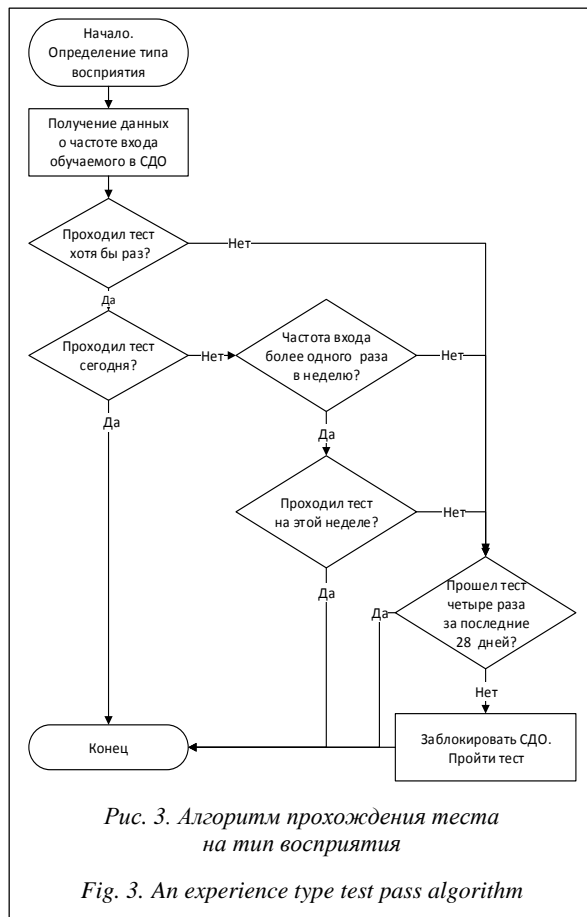 Начало.
Определение типа
восприятия
Получение данных
о частоте входа
обучаемого в СДО
Проходил тест
хотя бы раз?
Нет
Да
Проходил тест
сегодня?
Нет
Частота входа
более одного раза
в неделю?
Нет
Да
Да
Проходил тест
на этой неделе?
Нет
Да
Прошел тест
четыре раза
за последние
28 дней?
Да
Нет
Заблокировать СДО.
Пройти тест
Конец
Рис. 3. Алгоритм прохождения теста
на тип восприятия
Fig. 3. An experience type test pass algorithm